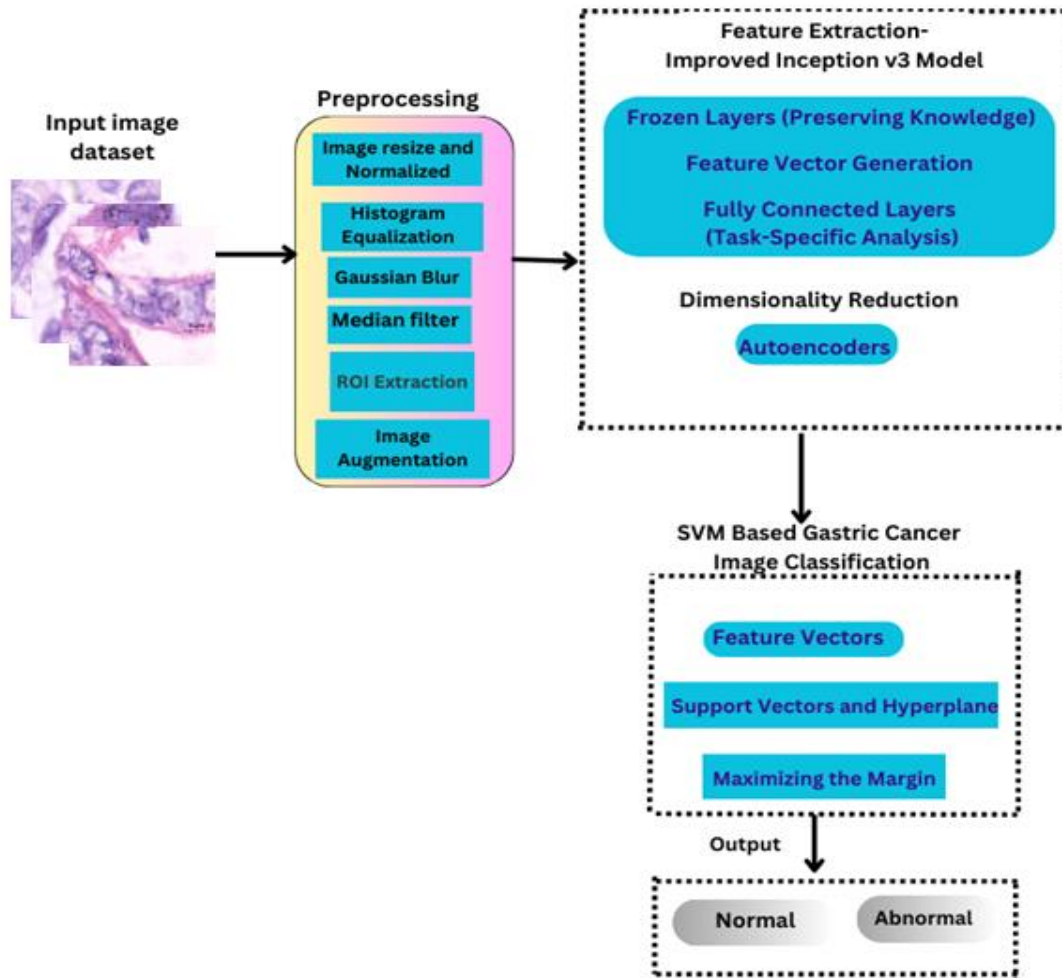 Input image
dataset
Preprocessing
Image resize and
Normalized
Histogram
Equalization
Gaussian Blur
Median filter
ROI Extraction
Image
Augmentation
Feature Extraction-
Improved Inception v3 Model
Frozen Layers (Preserving Knowledge)
Feature Vector Generation
Fully Connected Layers
(Task-Specific Analysis)
Dimensionality Reduction
Autoencoders
SVM Based Gastric Cancer
Image Classification
Feature Vectors
Support Vectors and Hyperplane
Maximizing the Margin
Output
Normal
Abnormal